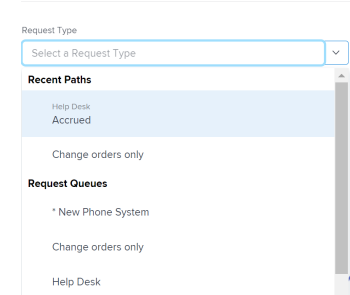 Request Type
Select a Request Type
Recent Paths
Help Desk
Accrued
Change orders only
Request Queues
* New Phone System
Change orders only
Help Desk